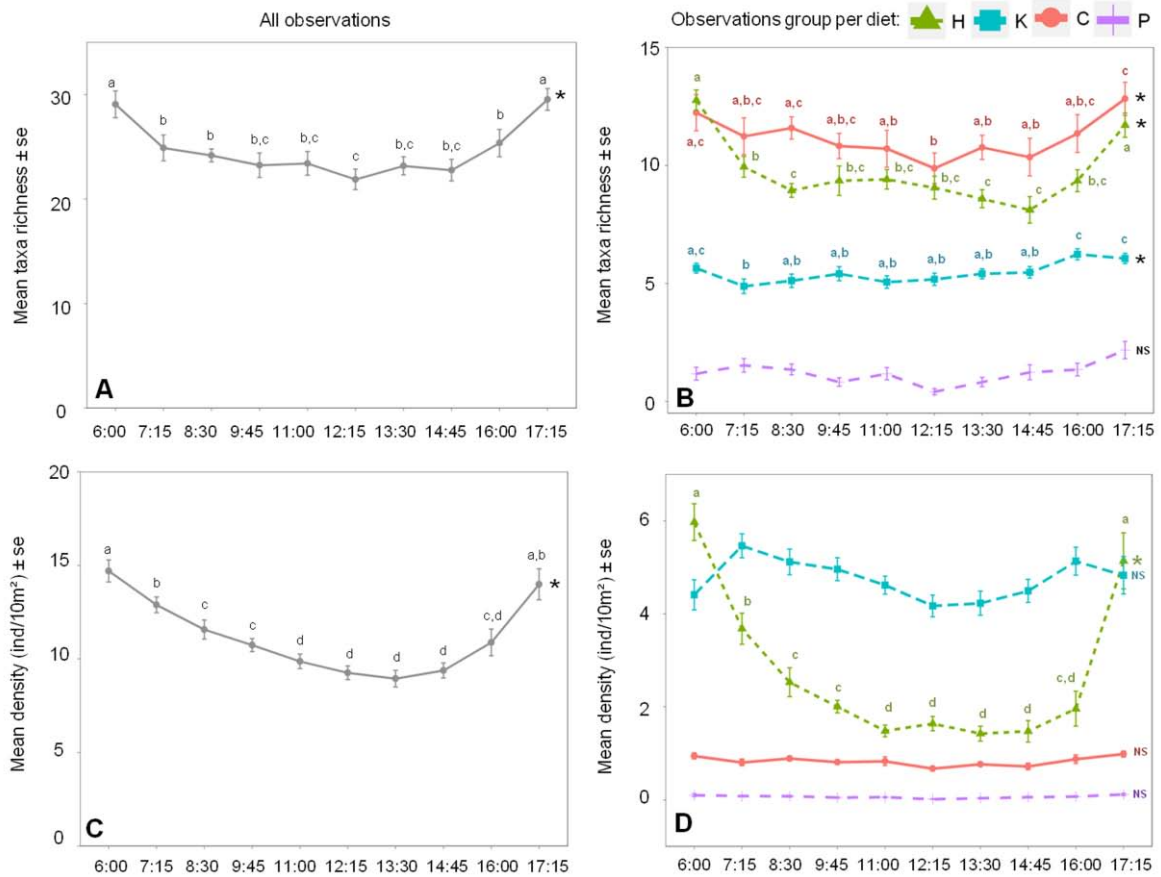 All observations
Observations group per diet: H K C P
Mean taxa richness ± se
30
20
10
0
a
b
b
b,c
b,c
c
b,c
b,c
b
a
*
A
6:00 7:15 8:30 9:45 11:00 12:15 13:30 14:45 16:00 17:15
Mean taxa richness ± se
15
10
5
0
a
a,b,c
a,c
a,b,c
a,b
b
a,b
a,b
a,b,c
c
*
*
a,c
b
c
b,c
b,c
b,c
c
c
b,c
a
a,c
b
a,b
a,b
a,b
a,b
a,b
a,b
c
c
*
NS
B
6:00 7:15 8:30 9:45 11:00 12:15 13:30 14:45 16:00 17:15
Mean density (ind/10m²) ± se
20
15
10
5
0
a
b
c
c
d
d
d
d
c,d
a,b
*
C
6:00 7:15 8:30 9:45 11:00 12:15 13:30 14:45 16:00 17:15
Mean density (ind/10m²) ± se
6
4
2
0
a
b
c
c
d
d
d
d
c,d
a
*
NS
NS
NS
D
6:00 7:15 8:30 9:45 11:00 12:15 13:30 14:45 16:00 17:15